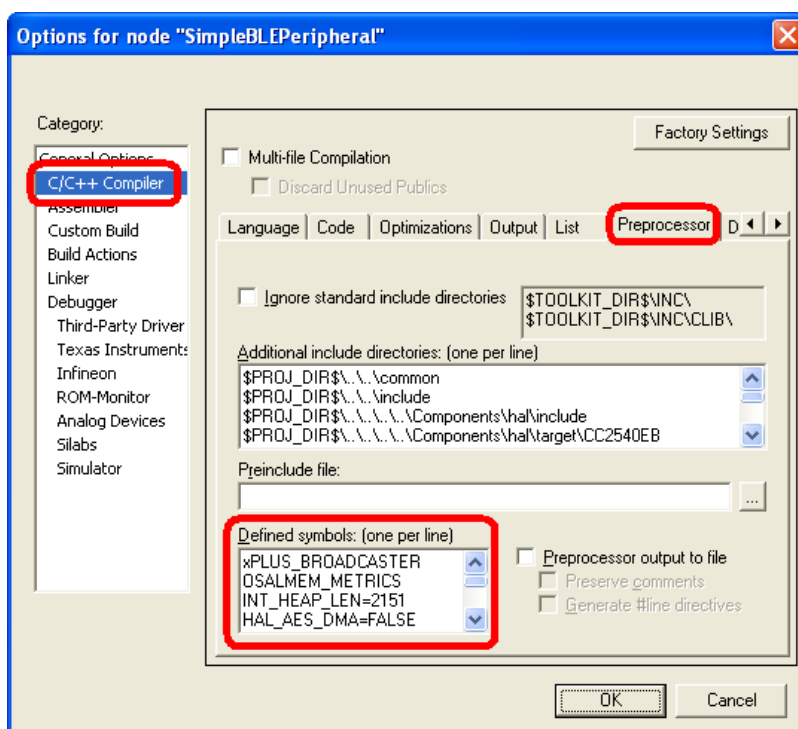 Options for node "SimpleBLEPeripheral"
Category:
General Options
C/C++ Compiler
Assembler
Custom Build
Build Actions
Linker
Debugger
Third-Party Driver
Texas Instruments
Infineon
ROM-Monitor
Analog Devices
Silabs
Simulator
Factory Settings
Multi-file Compilation
Discard Unused Publics
Language Code Optimizations Output List Preprocessor D
Ignore standard include directories
$TOOLKIT_DIR$\INC\
$TOOLKIT_DIR$\INC\CLIB\
Additional include directories: (one per line)
$PROJ_DIR$\..\..\common
$PROJ_DIR$\..\..\include
$PROJ_DIR$\..\..\..\..\Components\hal\include
$PROJ_DIR$\..\..\..\..\Components\hal\target\CC2540EB
Preinclude file:
...
Defined symbols: (one per line)
xPLUS_BROADCASTER
OSALMEM_METRICS
INT_HEAP_LEN=2151
HAL_AES_DMA=FALSE
Preprocessor output to file
Preserve comments
Generate #line directives
OK Cancel